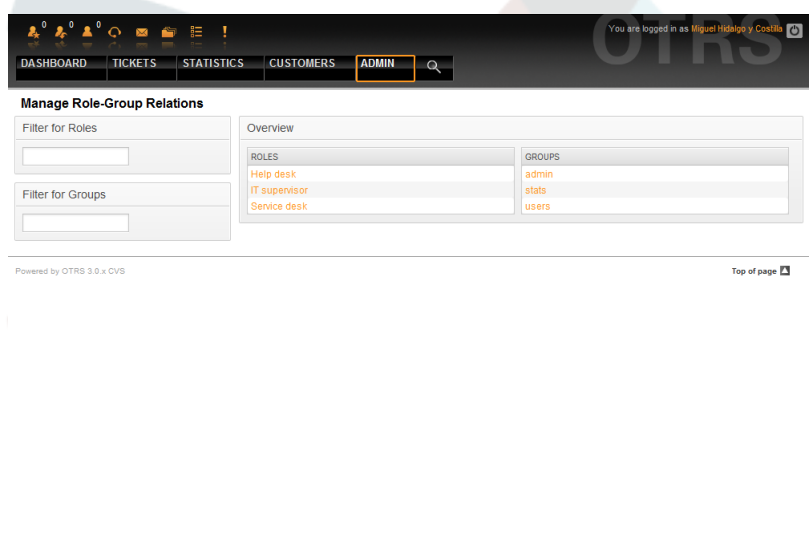 OTRS
0 0 0
You are logged in as Miguel Hidalgo y Costilla
DASHBOARD TICKETS STATISTICS CUSTOMERS ADMIN
Manage Role-Group Relations
Filter for Roles
Filter for Groups
Overview
ROLES GROUPS
Help desk admin
IT supervisor stats
Service desk users
Powered by OTRS 3.0.x CVS
Top of page